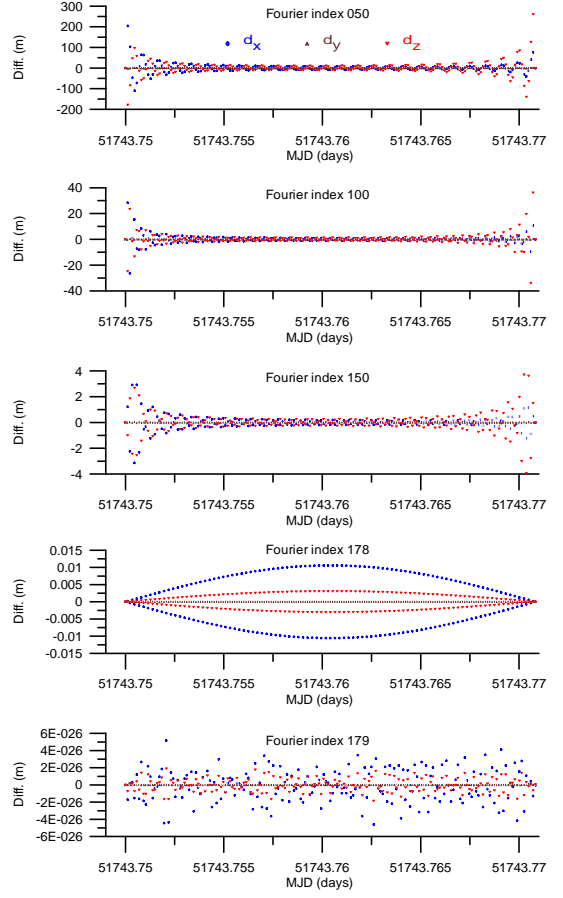 Fourier index 050
300
200
100
0
-100
-200
Diff. (m)
dx dy dz
51743.75 51743.755 51743.76 51743.765 51743.77
MJD (days)
Fourier index 100
40
20
0
-20
-40
Diff. (m)
51743.75 51743.755 51743.76 51743.765 51743.77
MJD (days)
Fourier index 150
4
2
0
-2
-4
Diff. (m)
51743.75 51743.755 51743.76 51743.765 51743.77
MJD (days)
Fourier index 178
0.015
0.01
0.005
0
-0.005
-0.01
-0.015
Diff. (m)
51743.75 51743.755 51743.76 51743.765 51743.77
MJD (days)
Fourier index 179
6E-026
4E-026
2E-026
0
-2E-026
-4E-026
-6E-026
Diff. (m)
51743.75 51743.755 51743.76 51743.765 51743.77
MJD (days)